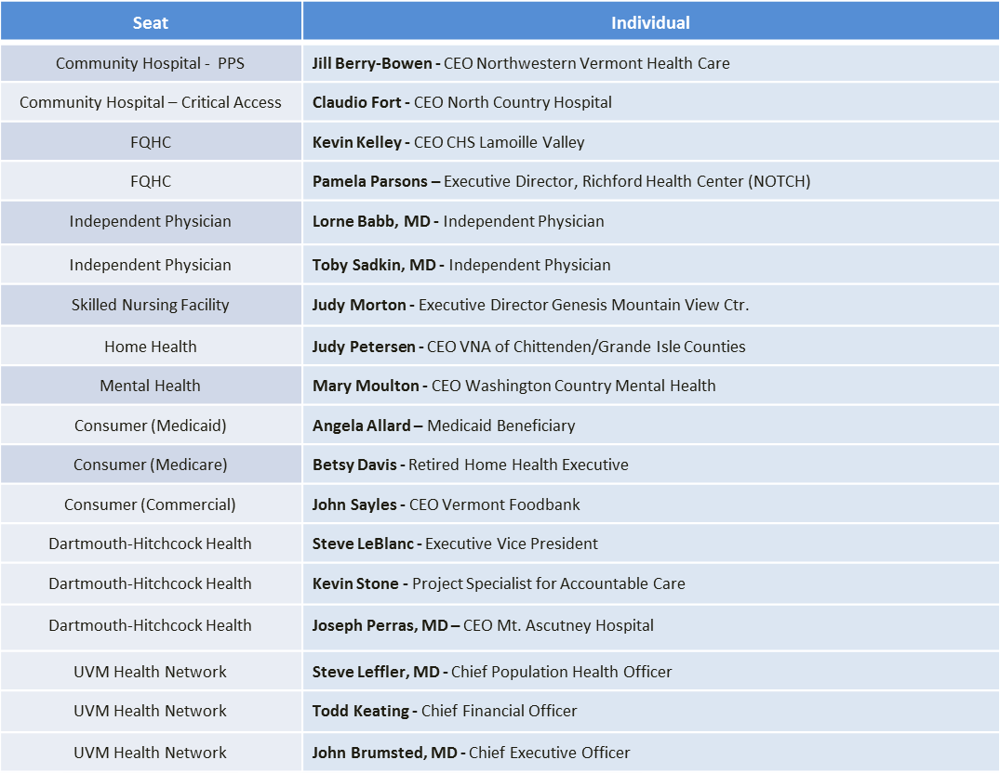 Seat Individual
Community Hospital - PPS Jill Berry-Bowen - CEO Northwestern Vermont Health Care
Community Hospital – Critical Access Claudio Fort - CEO North Country Hospital
FQHC Kevin Kelley - CEO CHS Lamoille Valley
FQHC Pamela Parsons – Executive Director, Richford Health Center (NOTCH)
Independent Physician Lorne Babb, MD - Independent Physician
Independent Physician Toby Sadkin, MD - Independent Physician
Skilled Nursing Facility Judy Morton - Executive Director Genesis Mountain View Ctr.
Home Health Judy Petersen - CEO VNA of Chittenden/Grande Isle Counties
Mental Health Mary Moulton - CEO Washington Country Mental Health
Consumer (Medicaid) Angela Allard – Medicaid Beneficiary
Consumer (Medicare) Betsy Davis - Retired Home Health Executive
Consumer (Commercial) John Sayles - CEO Vermont Foodbank
Dartmouth-Hitchcock Health Steve LeBlanc - Executive Vice President
Dartmouth-Hitchcock Health Kevin Stone - Project Specialist for Accountable Care
Dartmouth-Hitchcock Health Joseph Perras, MD – CEO Mt. Ascutney Hospital
UVM Health Network Steve Leffler, MD - Chief Population Health Officer
UVM Health Network Todd Keating - Chief Financial Officer
UVM Health Network John Brumsted, MD - Chief Executive Officer